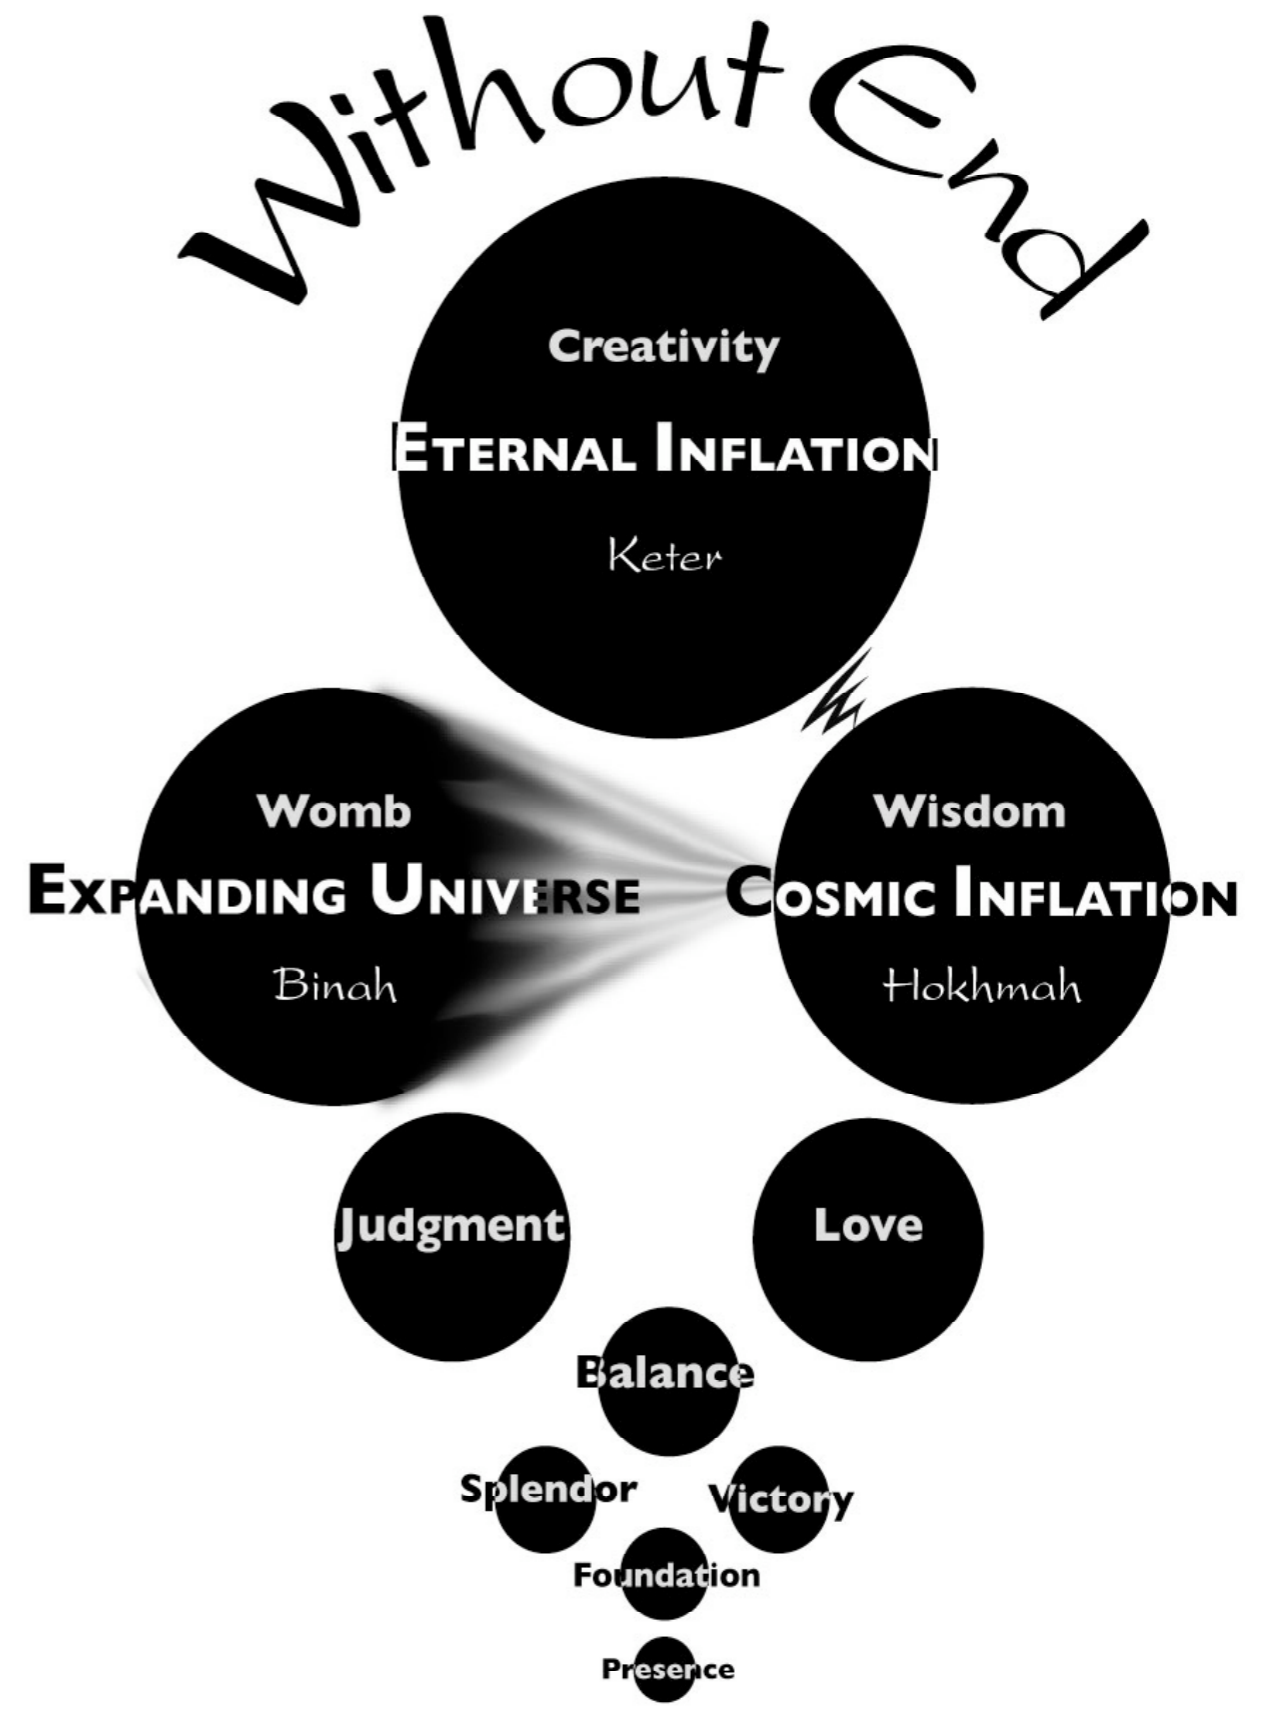 Without End
Creativity
ETERNAL INFLATION
Keter
Womb
EXPANDING UNIVERSE
Binah
Wisdom
COSMIC INFLATION
Hokhmah
Judgment
Love
Balance
Splendor
Victory
Foundation
Presence